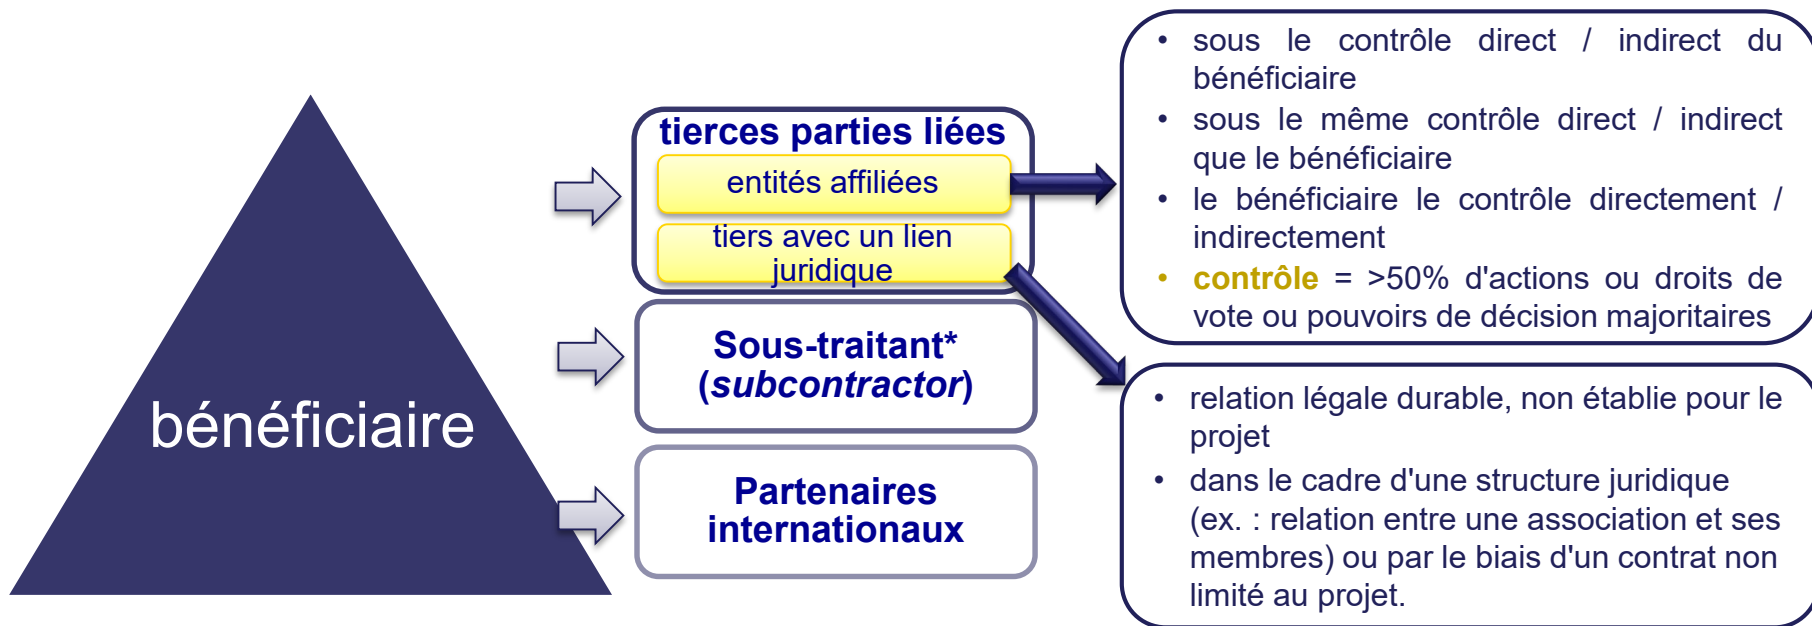 bénéficiaire
tierces parties liées
entités affiliées
tiers avec un lien
juridique
Sous-traitant*
(subcontractor)
Partenaires
internationaux
• sous le contrôle direct / indirect du
bénéficiaire
• sous le même contrôle direct / indirect
que le bénéficiaire
• le bénéficiaire le contrôle directement /
indirectement
• contrôle = >50% d'actions ou droits de
vote ou pouvoirs de décision majoritaires
• relation légale durable, non établie pour le
projet
• dans le cadre d'une structure juridique
(ex. : relation entre une association et ses
membres) ou par le biais d'un contrat non
limité au projet.